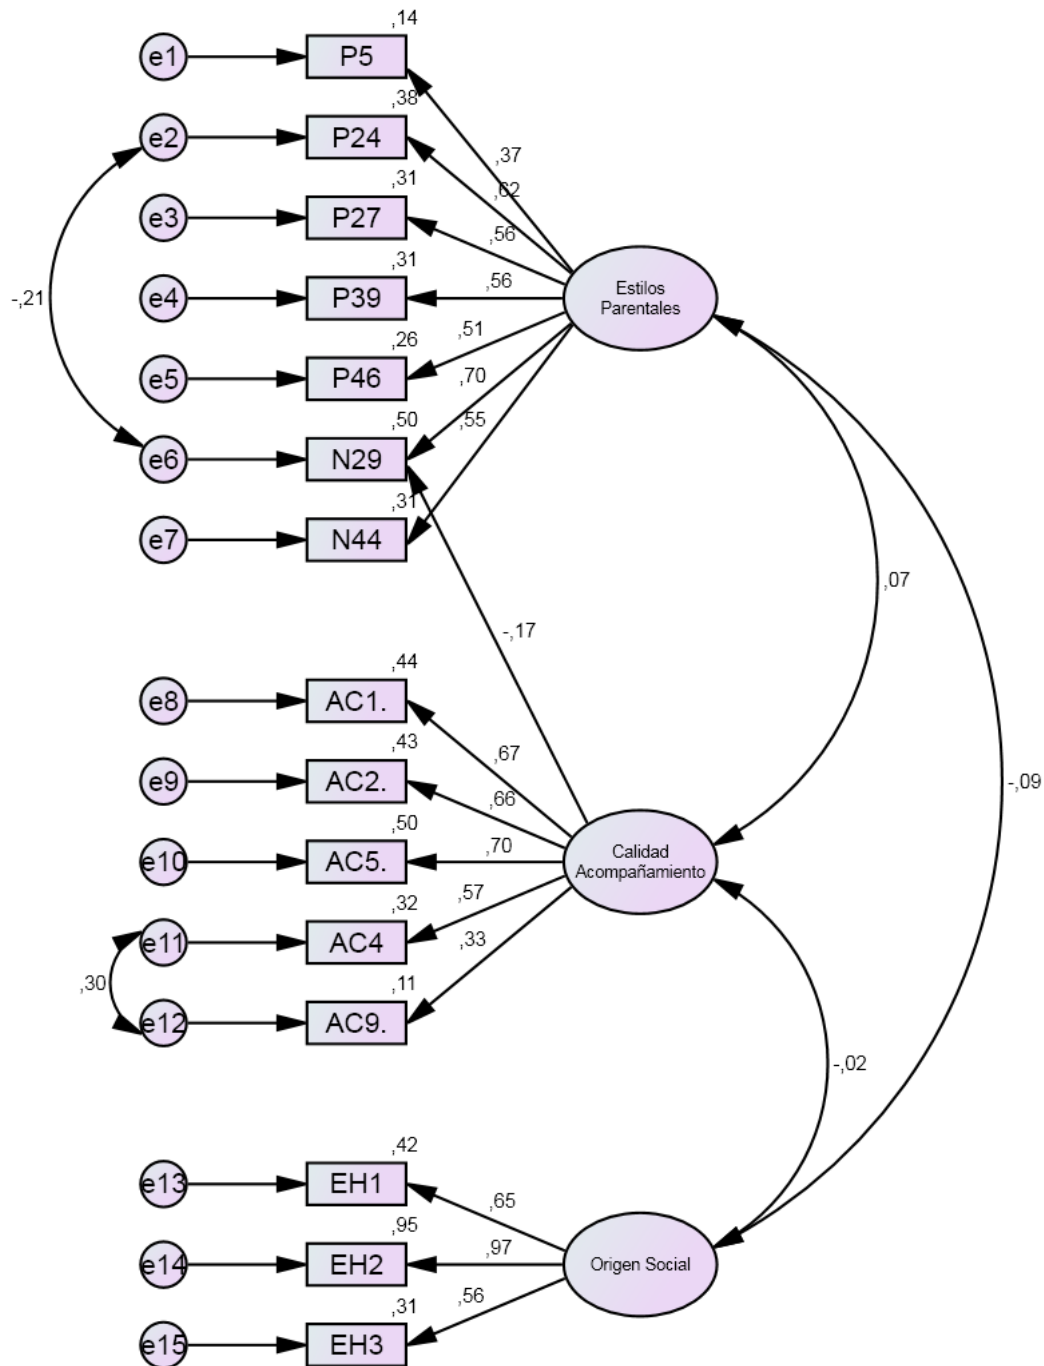 ,14
e1 P5
,38
e2 P24
,37
,62
,31
e3 P27
,56
,31
e4 P39
,56
Estilos
Parentales
-,21
,26
e5 P46
,51
,70
,50
e6 N29
,55
,31
e7 N44
,07
-,17
,44
e8 AC1.
,67
,43
e9 AC2.
,66
-,09
,50
e10 AC5.
,70
Calidad
Acompañamiento
,32
e11 AC4
,57
,33
,30
,11
e12 AC9.
-,02
,42
e13 EH1
,65
,95
e14 EH2
,97
Origen Social
,31
e15 EH3
,56